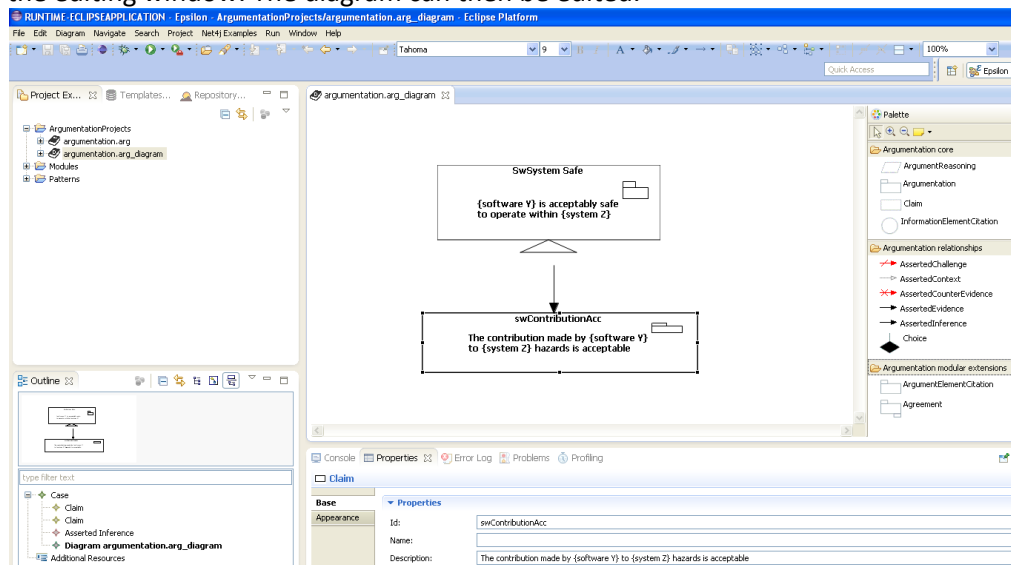 the editing window. The diagram can then be edited.
RUNTIME-ECLIPSEAPPLICATION - Epsilon - ArgumentationProjects/argumentation.arg_diagram - Eclipse Platform
File Edit Diagram Navigate Search Project Net4j Examples Run Window Help
Tahoma 9 100%
Quick Access Epsilon
Project Ex... Templates... Repository...
ArgumentationProjects
argumentation.arg
argumentation.arg_diagram
Modules
Patterns
argumentation.arg_diagram
SwSystem Safe
{software Y} is acceptably safe
to operate within {system Z}
swContributionAcc
The contribution made by {software Y}
to {system Z} hazards is acceptable
Palette
Argumentation core
ArgumentReasoning
Argumentation
Claim
InformationElementCitation
Argumentation relationships
AssertedChallenge
AssertedContext
AssertedCounterEvidence
AssertedEvidence
AssertedInference
Choice
Argumentation modular extensions
ArgumentElementCitation
Agreement
Outline
type filter text
Case
Claim
Claim
Asserted Inference
Diagram argumentation.arg_diagram
Additional Resources
Console Properties Error Log Problems Profiling
Claim
Base
Appearance
Properties
Id: swContributionAcc
Name:
Description: The contribution made by {software Y} to {system Z} hazards is acceptable